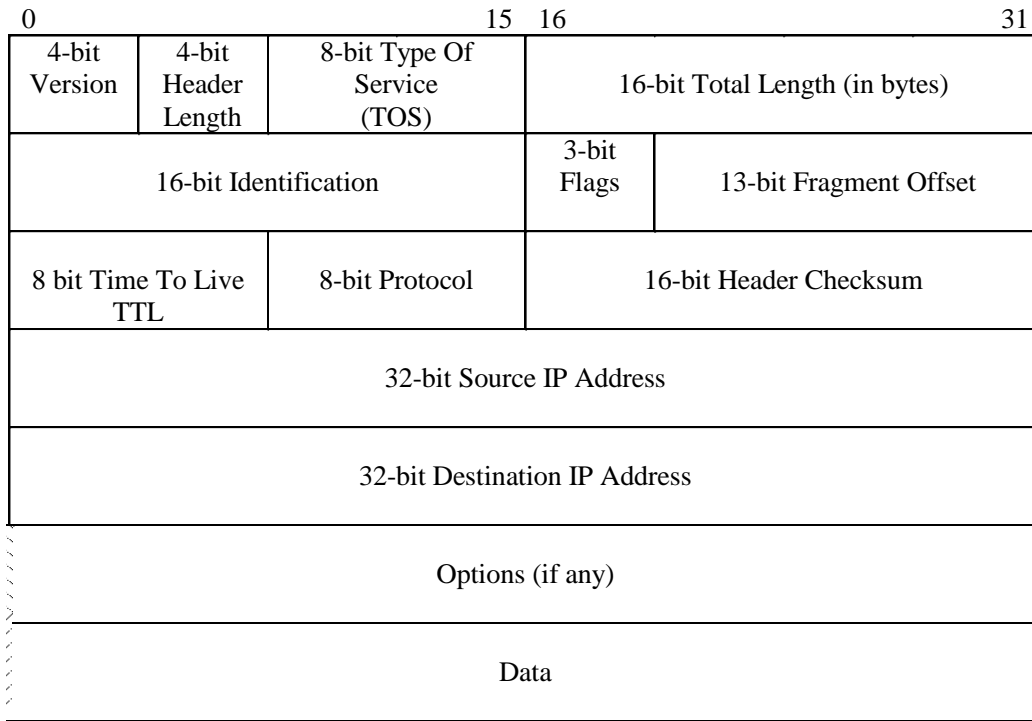 0 15 16 31
4-bit
Version
4-bit
Header
Length
8-bit Type Of
Service
(TOS)
16-bit Total Length (in bytes)
16-bit Identification
3-bit
Flags
13-bit Fragment Offset
8 bit Time To Live
TTL
8-bit Protocol
16-bit Header Checksum
32-bit Source IP Address
32-bit Destination IP Address
Options (if any)
Data